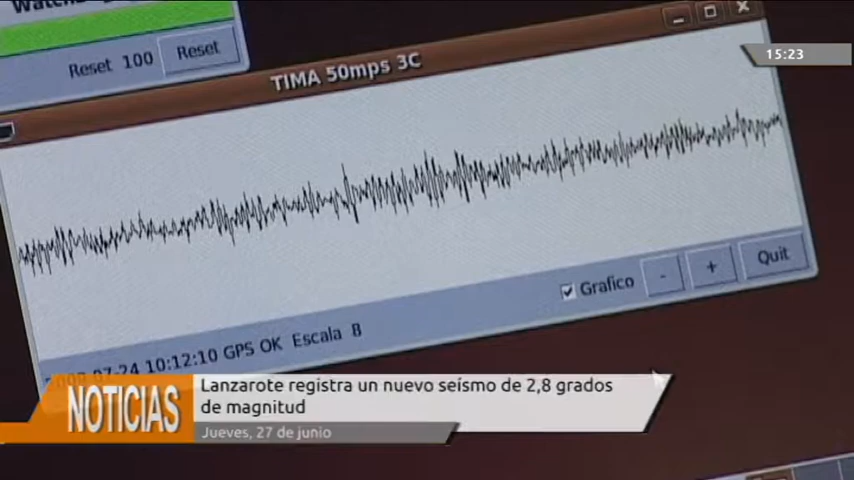 Reset 100 Reset
TIMA 50mps 3C
15:23
Grafico - + Quit
10:12:10 GPS OK Escala 8
NOTICIAS
Lanzarote registra un nuevo seísmo de 2,8 grados
de magnitud
Jueves, 27 de junio